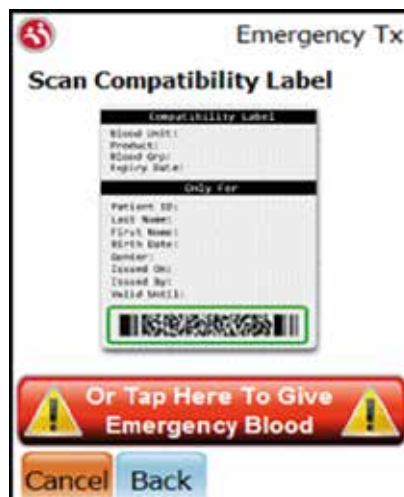 Emergency Tx
Scan Compatibility Label
Compatibility Label
Blood Unit:
Product:
Blood Grp:
Expiry Date:
Only For
Patient ID:
Last Name:
First Name:
Birth Date:
Gender:
Issued On:
Issued By:
Valid Until:
Or Tap Here To Give
Emergency Blood
Cancel Back